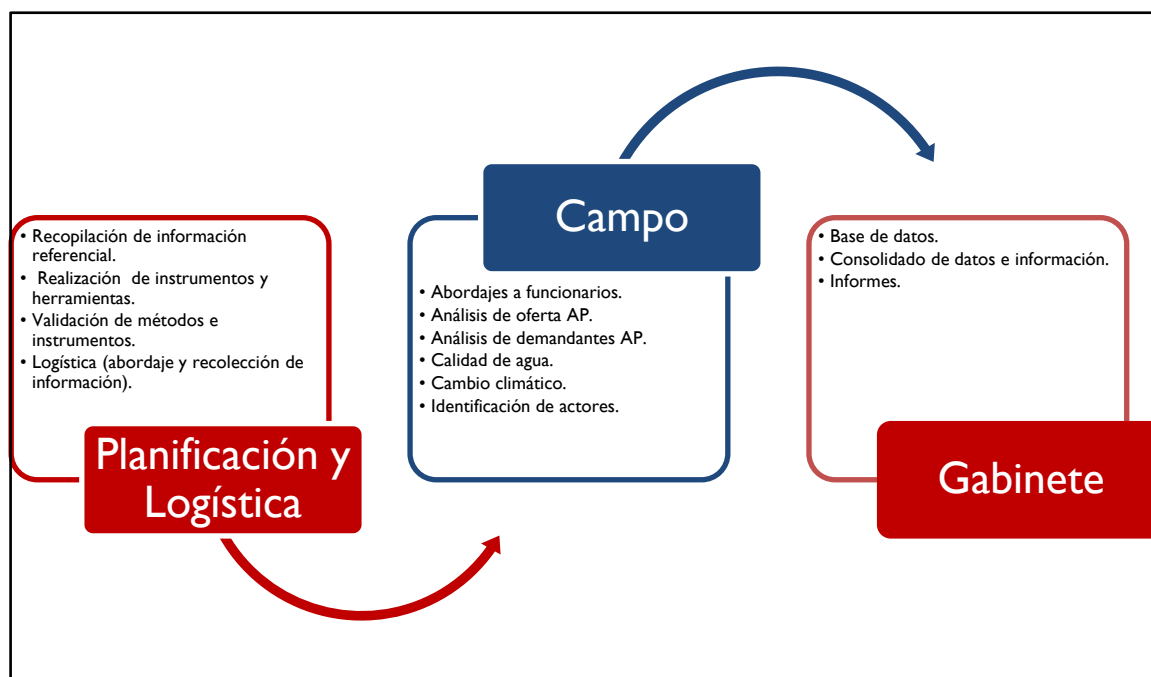 • Recopilación de información
referencial.
• Realización de instrumentos y
herramientas.
• Validación de métodos e
instrumentos.
• Logística (abordaje y recolección de
información).
Planificación y
Logística
Campo
• Abordajes a funcionarios.
• Análisis de oferta AP.
• Análisis de demandantes AP.
• Calidad de agua.
• Cambio climático.
• Identificación de actores.
• Base de datos.
• Consolidado de datos e información.
• Informes.
Gabinete